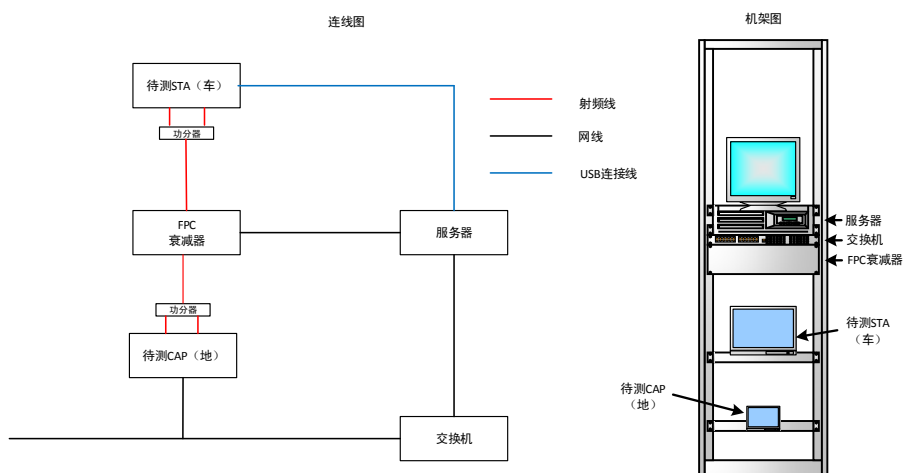 连线图
待测STA（车）
功分器
FPC
衰减器
功分器
待测CAP（地）
服务器
交换机
射频线
网线
USB连接线
机架图
服务器
交换机
FPC衰减器
待测STA
（车）
待测CAP
（地）